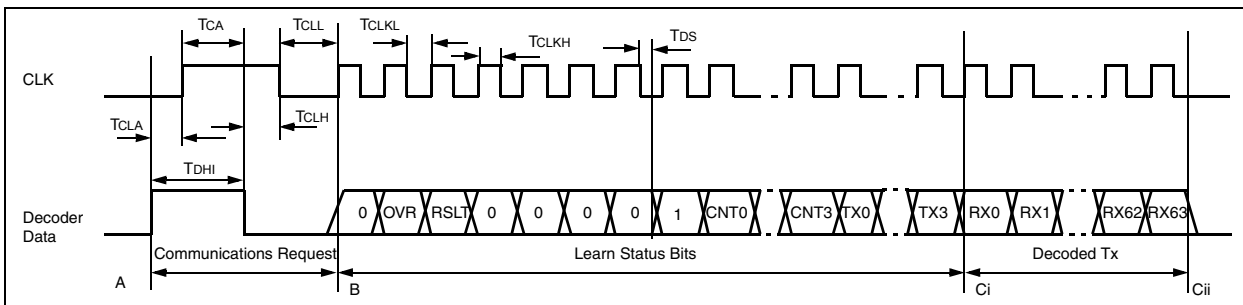 TCA TCLL TCLKL TCLKH TDS
CLK
TCLA TCLH
TDHI
Decoder Data 0 OVR RSLT 0 0 0 0 1 CNT0 CNT3 TX0 TX3 RX0 RX1 RX62 RX63
Communications Request Learn Status Bits Decoded Tx
A B Ci Cii